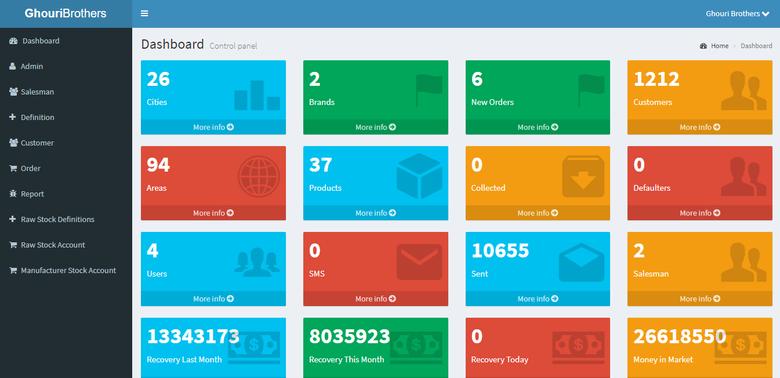 GhouriBrothers
Ghouri Brothers
Dashboard
Admin
Salesman
Definition
Customer
Order
Report
Raw Stock Definitions
Raw Stock Account
Manufacturer Stock Account
Dashboard Control panel
Home > Dashboard
26
Cities
More info
2
Brands
More info
6
New Orders
More info
1212
Customers
More info
94
Areas
More info
37
Products
More info
0
Collected
More info
0
Defaulters
More info
4
Users
More info
0
SMS
More info
10655
Sent
More info
2
Salesman
More info
13343173
Recovery Last Month
8035923
Recovery This Month
0
Recovery Today
26618550
Money in Market